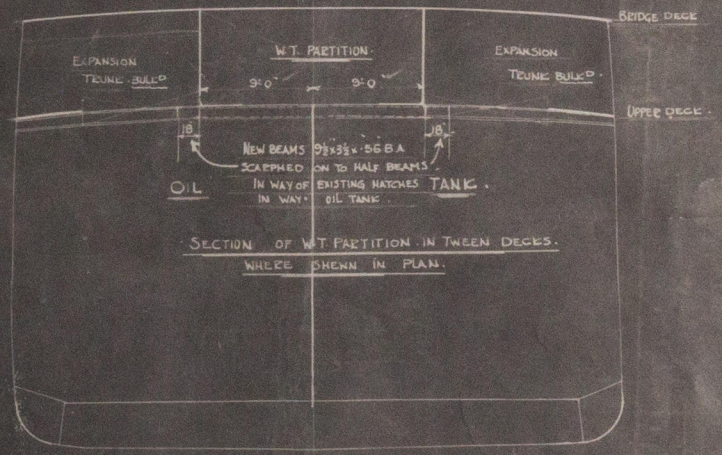 BRIDGE DECK
W.T. PARTITION.
EXPANSION
TRUNK. BULKD.
EXPANSION
TRUNK BULKD.
9'-0" 9'-0"
UPPER DECK.
18" 18"
NEW BEAMS 9½x3½x.56 B.A
SCARPHED ON TO HALF BEAMS.
IN WAY OF EXISTING HATCHES
IN WAY. OIL TANK.
OIL TANK.
SECTION OF W.T. PARTITION. IN TWEEN DECKS.
WHERE SHEWN IN PLAN.